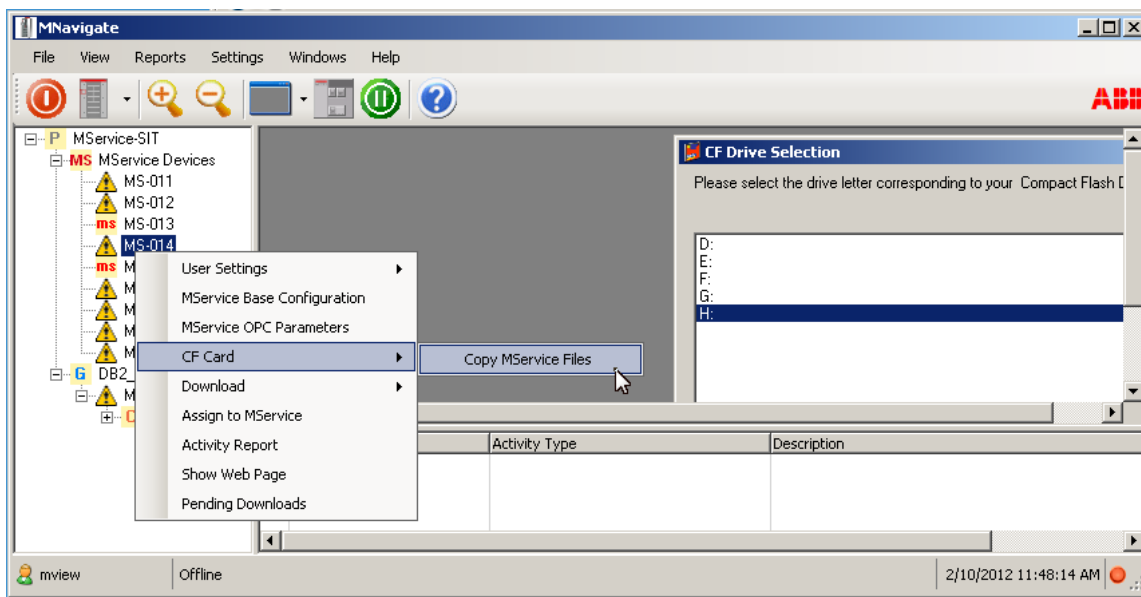 MNavigate
File View Reports Settings Windows Help
ABB
P MService-SIT
MS MService Devices
MS-011
MS-012
ms MS-013
MS-014
ms M
M
M
M
M
G DB2_
M
C
User Settings
MService Base Configuration
MService OPC Parameters
CF Card
Download
Assign to MService
Activity Report
Show Web Page
Pending Downloads
Copy MService Files
CF Drive Selection
Please select the drive letter corresponding to your Compact Flash D
D:
E:
F:
G:
H:
Activity Type Description
mview Offline 2/10/2012 11:48:14 AM